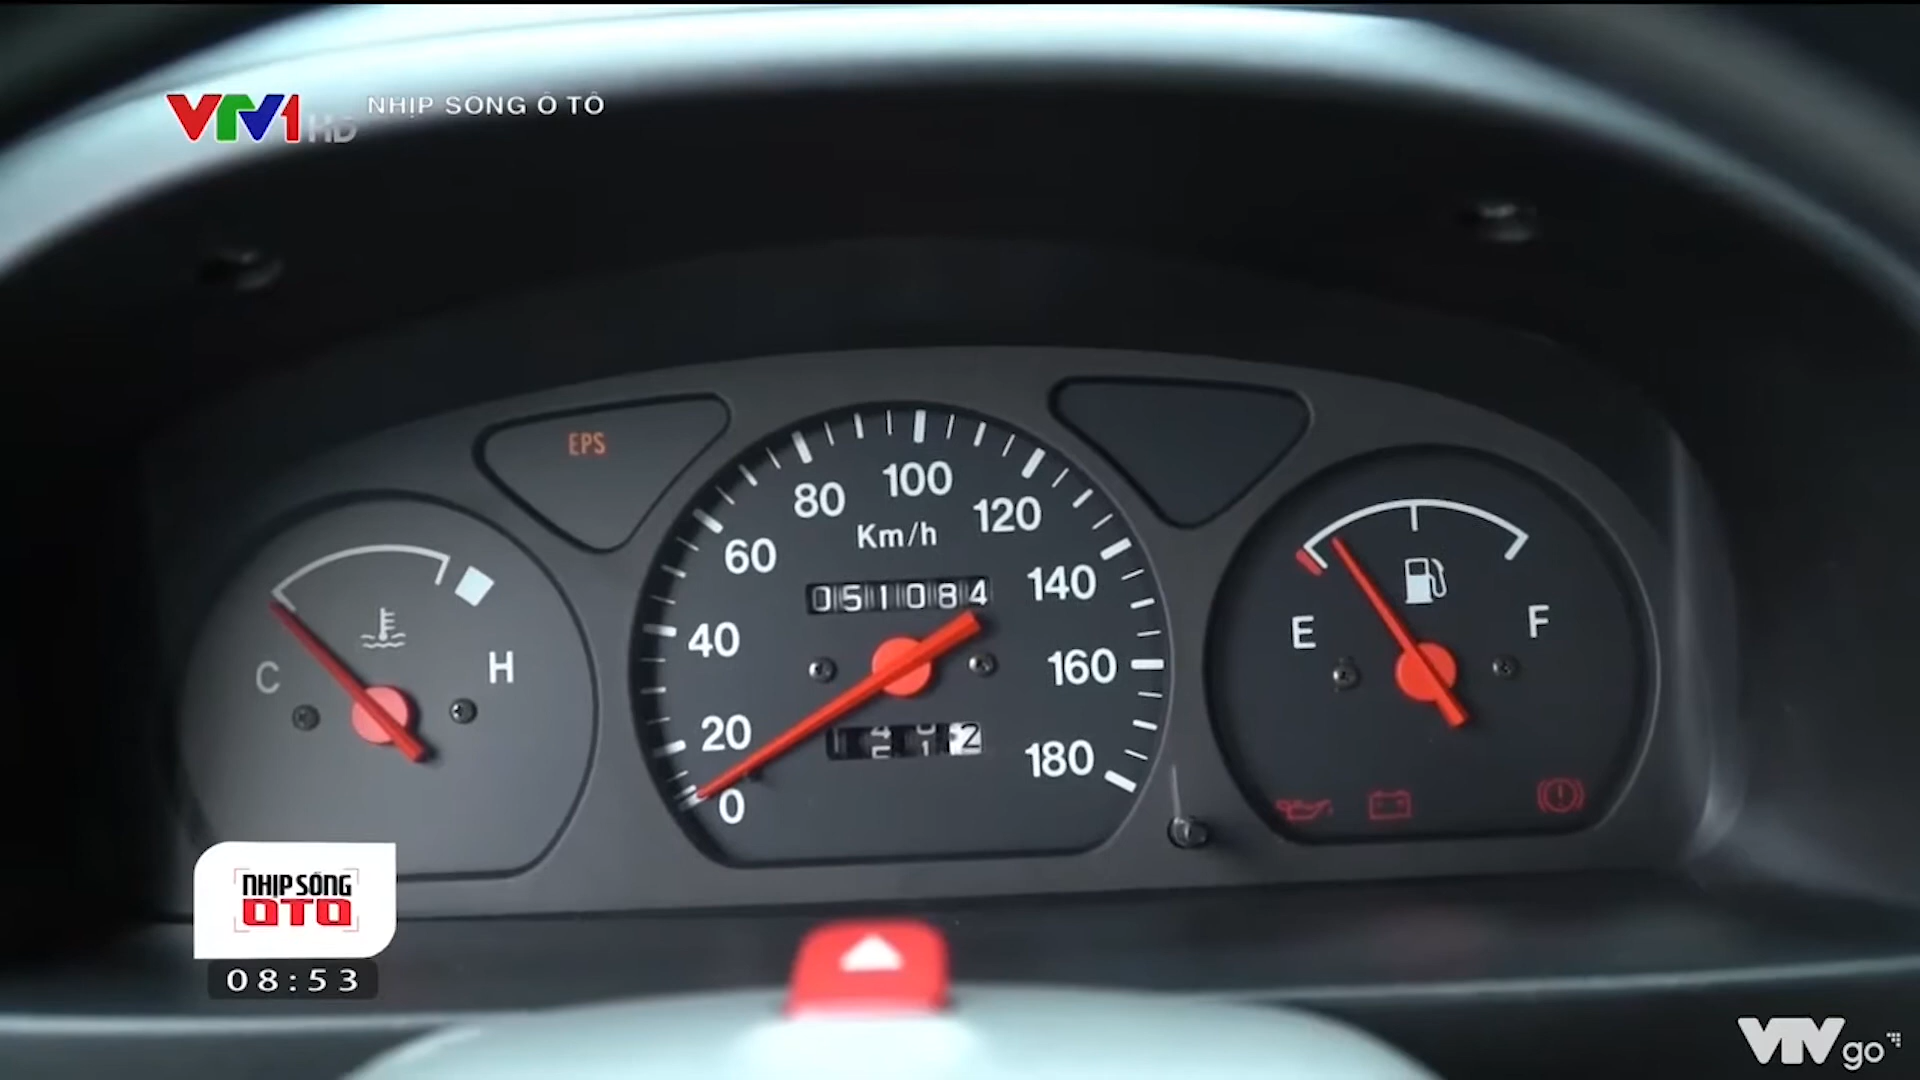 VTV1 HD
NHỊP SỐNG Ô TÔ
EPS
0
20
40
60
80
100
120
140
160
180
Km/h
051084
2
C
H
E
F
NHỊP SỐNG
OTO
08:53
VTV go